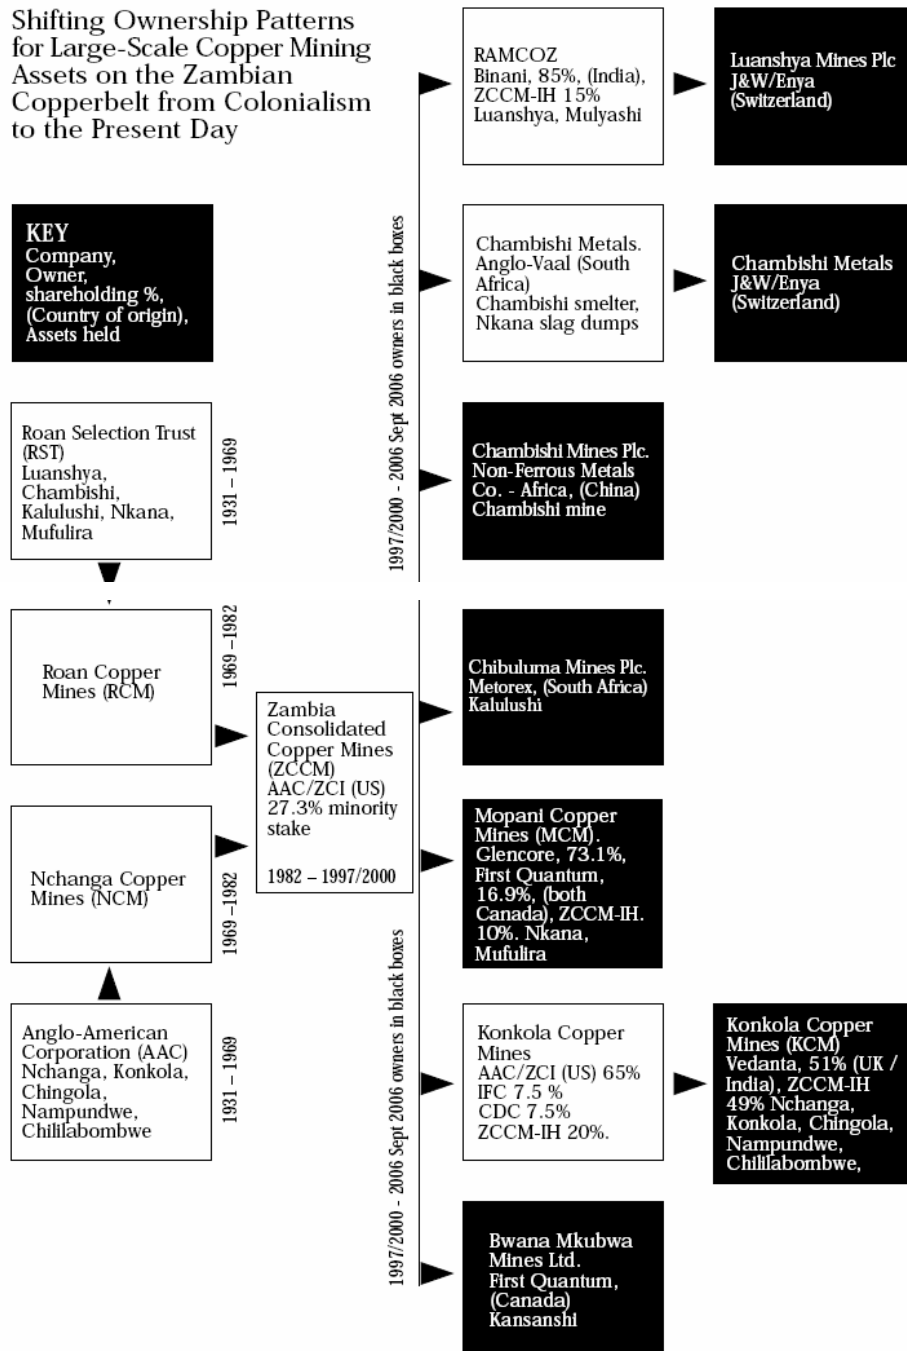 Shifting Ownership Patterns
for Large-Scale Copper Mining
Assets on the Zambian
Copperbelt from Colonialism
to the Present Day
KEY
Company,
Owner,
shareholding %,
(Country of origin),
Assets held
Roan Selection Trust
(RST)
Luanshya,
Chambishi,
Kalulushi, Nkana,
Mufulira
1931 – 1969
Roan Copper
Mines (RCM)
1969 –1982
Nchanga Copper
Mines (NCM)
1969 –1982
Anglo-American
Corporation (AAC)
Nchanga, Konkola,
Chingola,
Nampundwe,
Chililabombwe
1931 – 1969
Zambia
Consolidated
Copper Mines
(ZCCM)
AAC/ZCI (US)
27.3% minority
stake
1982 – 1997/2000
1997/2000 - 2006 Sept 2006 owners in black boxes
1997/2000 - 2006 Sept 2006 owners in black boxes
RAMCOZ
Binani, 85%, (India),
ZCCM-IH 15%
Luanshya, Mulyashi
Luanshya Mines Plc
J&W/Enya
(Switzerland)
Chambishi Metals.
Anglo-Vaal (South
Africa)
Chambishi smelter,
Nkana slag dumps
Chambishi Metals
J&W/Enya
(Switzerland)
Chambishi Mines Plc.
Non-Ferrous Metals
Co. - Africa, (China)
Chambishi mine
Chibuluma Mines Plc.
Metorex, (South Africa)
Kalulushi
Mopani Copper
Mines (MCM).
Glencore, 73.1%,
First Quantum,
16.9%, (both
Canada), ZCCM-IH.
10%. Nkana,
Mufulira
Konkola Copper
Mines
AAC/ZCI (US) 65%
IFC 7.5 %
CDC 7.5%
ZCCM-IH 20%.
Konkola Copper
Mines (KCM)
Vedanta, 51% (UK /
India), ZCCM-IH
49% Nchanga,
Konkola, Chingola,
Nampundwe,
Chililabombwe,
Bwana Mkubwa
Mines Ltd.
First Quantum,
(Canada)
Kansanshi